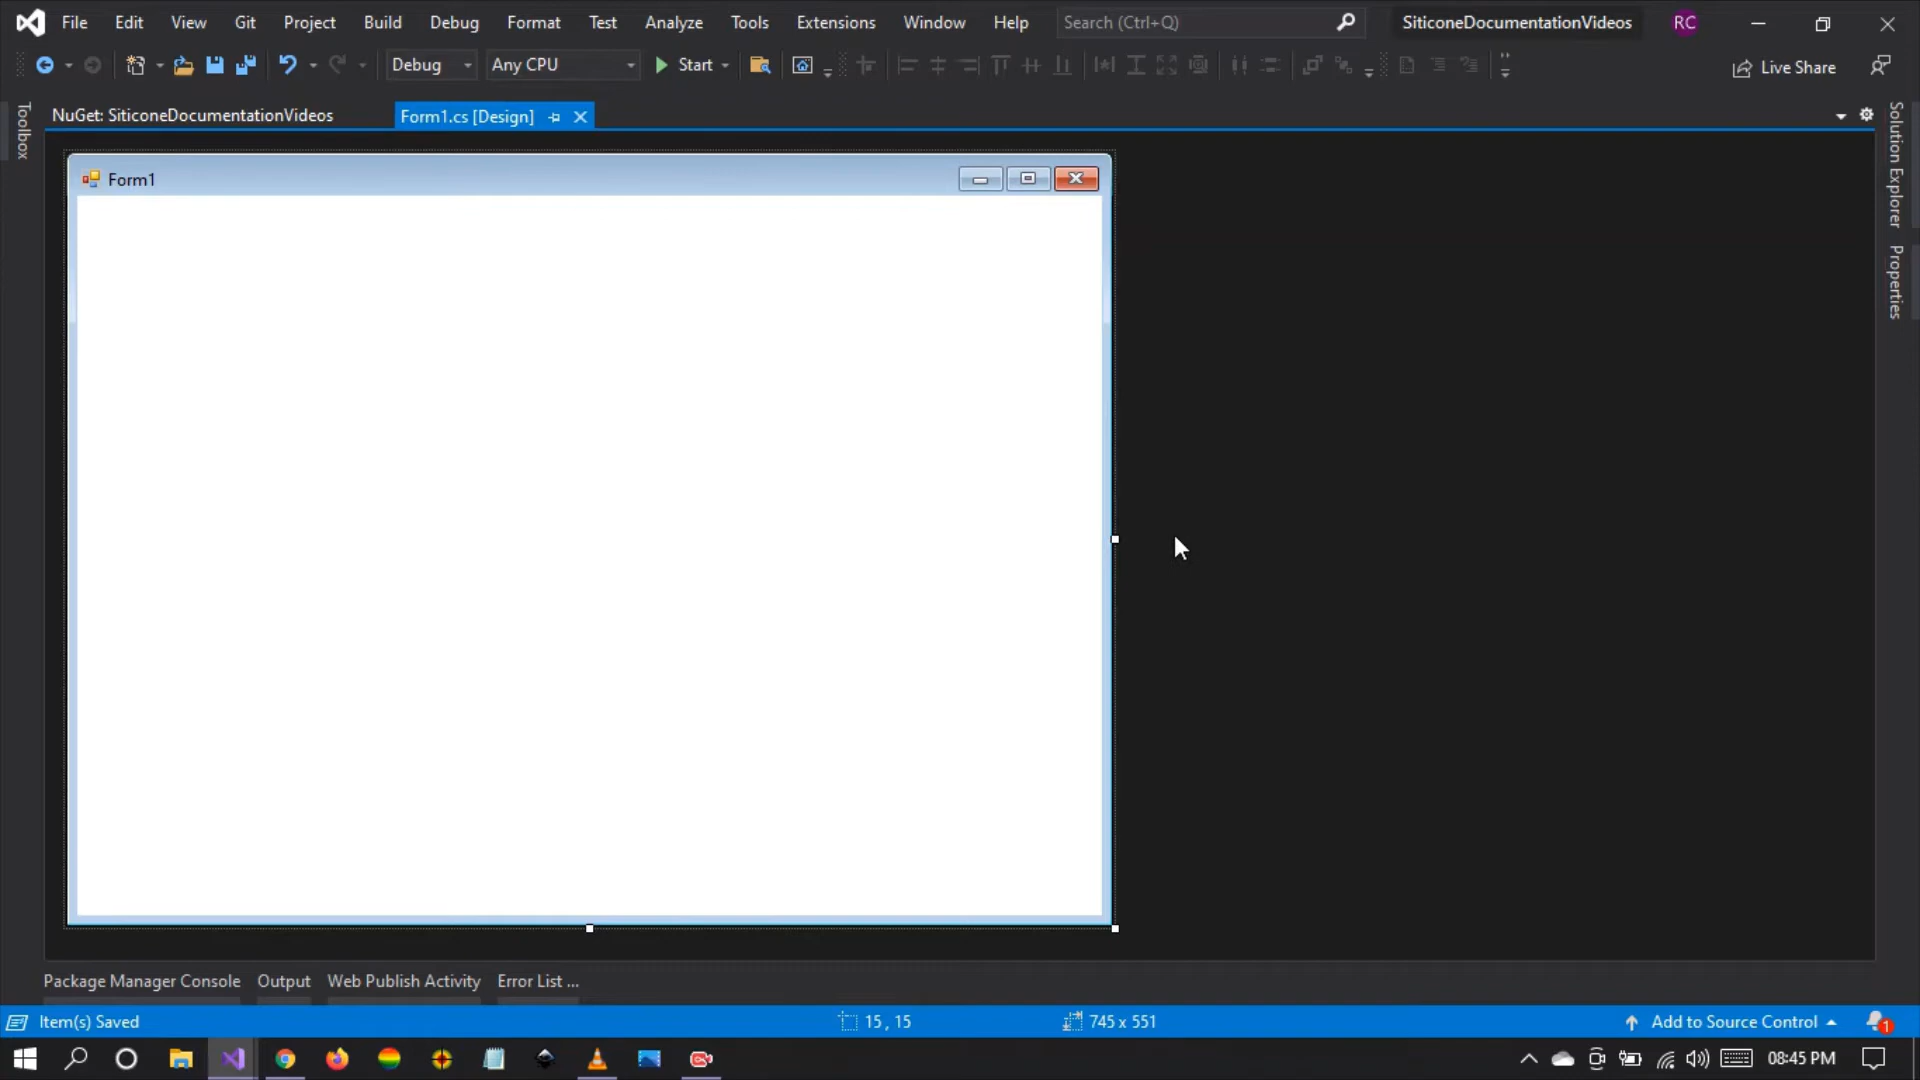 File Edit View Git Project Build Debug Format Test Analyze Tools Extensions Window Help Search (Ctrl+Q) SiticoneDocumentationVideos RC
Debug Any CPU Start Live Share
Toolbox
NuGet: SiticoneDocumentationVideos Form1.cs [Design]
Solution Explorer
Properties
Form1
Package Manager Console Output Web Publish Activity Error List ...
Item(s) Saved 15 , 15 745 x 551 Add to Source Control 1
08:45 PM